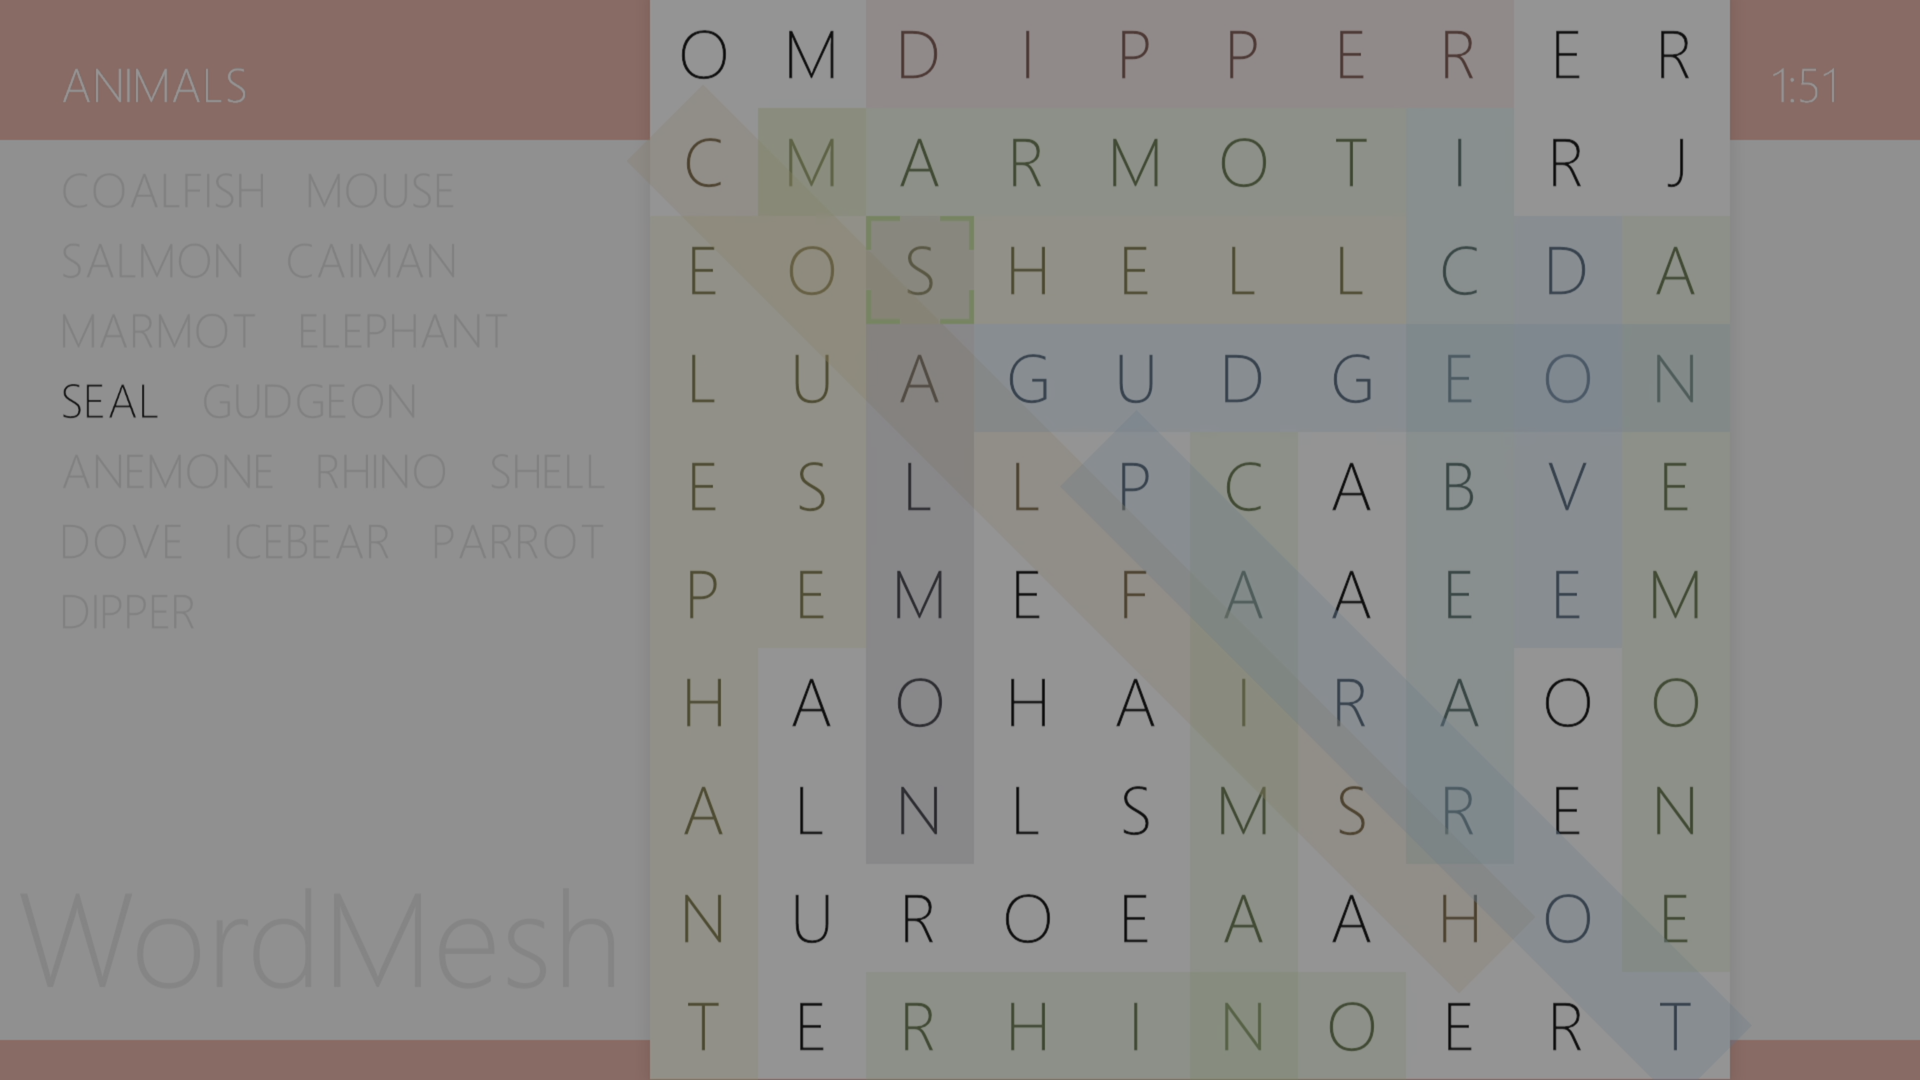 ANIMALS
1:51
COALFISH MOUSE
SALMON CAIMAN
MARMOT ELEPHANT
SEAL GUDGEON
ANEMONE RHINO SHELL
DOVE ICEBEAR PARROT
DIPPER
WordMesh
O M D I P P E R E R
C M A R M O T I R J
E O S H E L L C D A
L U A G U D G E O N
E S L L P C A B V E
P E M E F A A E E M
H A O H A I R A O O
A L N L S M S R E N
N U R O E A A H O E
T E R H I N O E R T